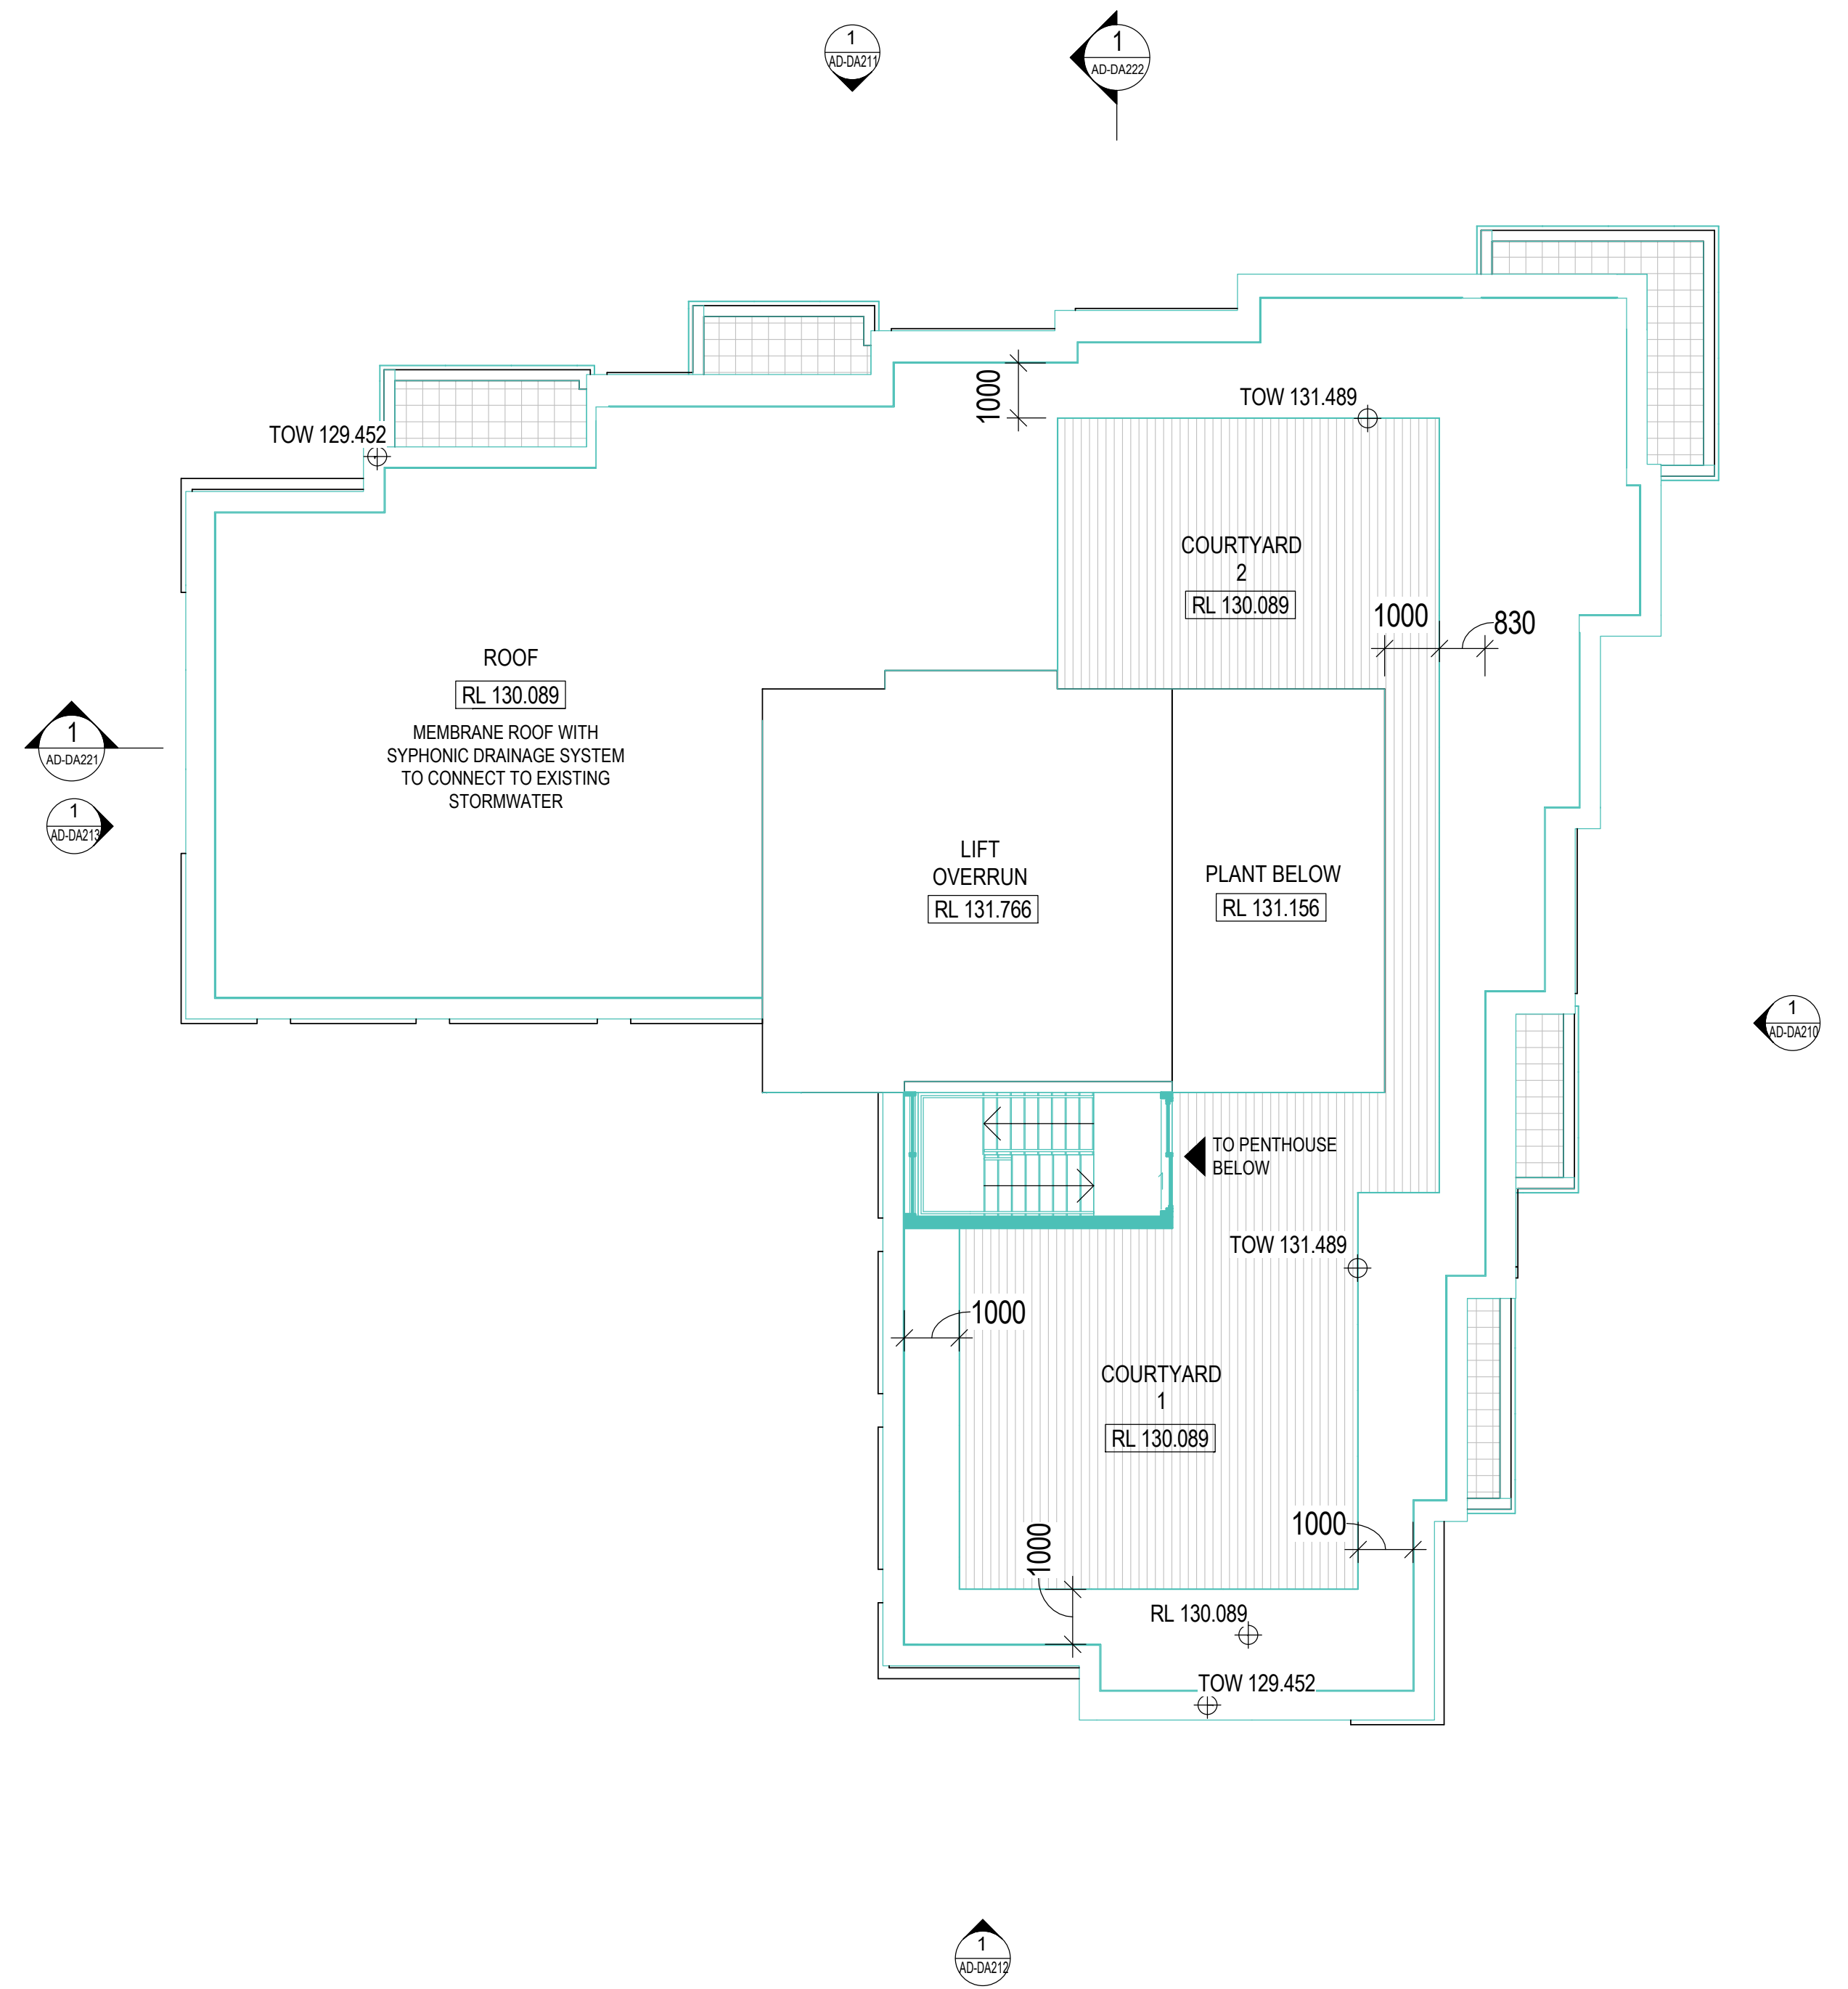 1
AD-DA211
1
AD-DA222
TOW 131.489
1000
TOW 129.452
COURTYARD
2
RL 130.089
1000
830
ROOF
RL 130.089
MEMBRANE ROOF WITH
SYPHONIC DRAINAGE SYSTEM
TO CONNECT TO EXISTING
STORMWATER
1
AD-DA221
1
AD-DA213
LIFT
OVERRUN
RL 131.766
PLANT BELOW
RL 131.156
1
AD-DA210
TO PENTHOUSE
BELOW
TOW 131.489
1000
COURTYARD
1
RL 130.089
1000
1000
RL 130.089
TOW 129.452
1
AD-DA212